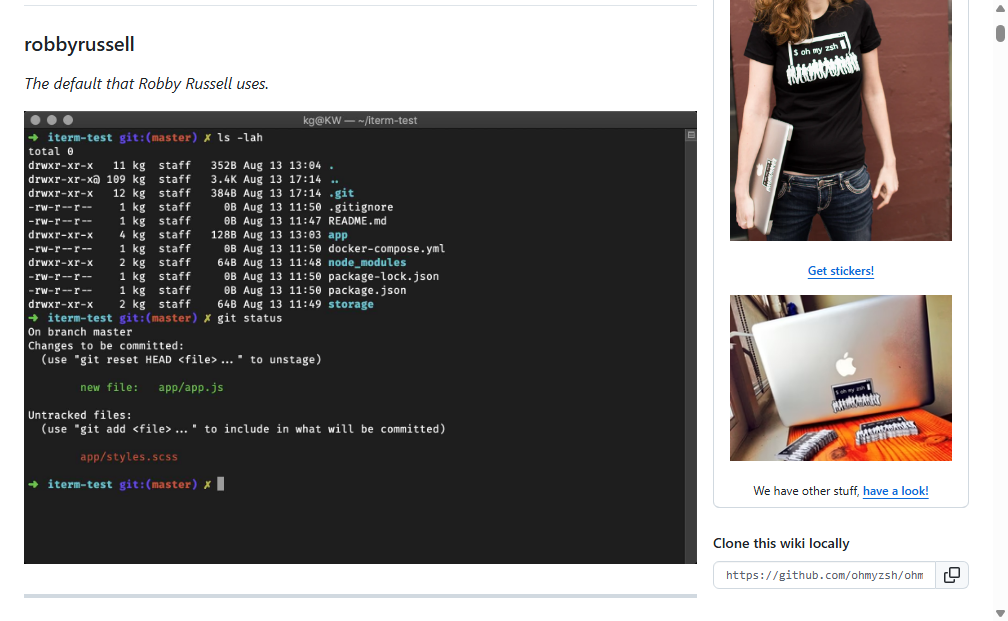 robbyrussell
The default that Robby Russell uses.
kg@KW — ~/iterm-test
➜ iterm-test git:(master) ✗ ls -lah
total 0
drwxr-xr-x   11 kg  staff   352B Aug 13 13:04 .
drwxr-xr-x@ 109 kg  staff   3.4K Aug 13 17:14 ..
drwxr-xr-x   12 kg  staff   384B Aug 13 17:14 .git
-rw-r--r--    1 kg  staff     0B Aug 13 11:50 .gitignore
-rw-r--r--    1 kg  staff     0B Aug 13 11:47 README.md
drwxr-xr-x    4 kg  staff   128B Aug 13 13:03 app
-rw-r--r--    1 kg  staff     0B Aug 13 11:50 docker-compose.yml
drwxr-xr-x    2 kg  staff    64B Aug 13 11:48 node_modules
-rw-r--r--    1 kg  staff     0B Aug 13 11:50 package-lock.json
-rw-r--r--    1 kg  staff     0B Aug 13 11:50 package.json
drwxr-xr-x    2 kg  staff    64B Aug 13 11:49 storage
➜ iterm-test git:(master) ✗ git status
On branch master
Changes to be committed:
  (use "git reset HEAD <file>..." to unstage)
new file:   app/app.js
Untracked files:
  (use "git add <file>..." to include in what will be committed)
app/styles.scss
➜ iterm-test git:(master) ✗
$ oh my zsh
Get stickers!
$ oh my zsh
We have other stuff, have a look!
Clone this wiki locally
https://github.com/ohmyzsh/ohm